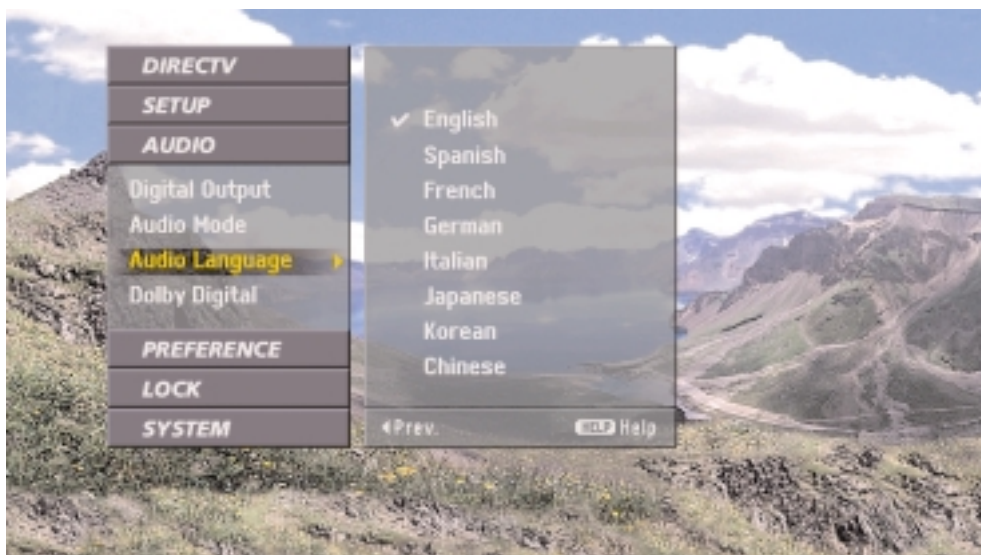 DIRECTV
SETUP
AUDIO
Digital Output
Audio Mode
Audio Language
Dolby Digital
PREFERENCE
LOCK
SYSTEM
English
Spanish
French
German
Italian
Japanese
Korean
Chinese
Prev.
HELP Help